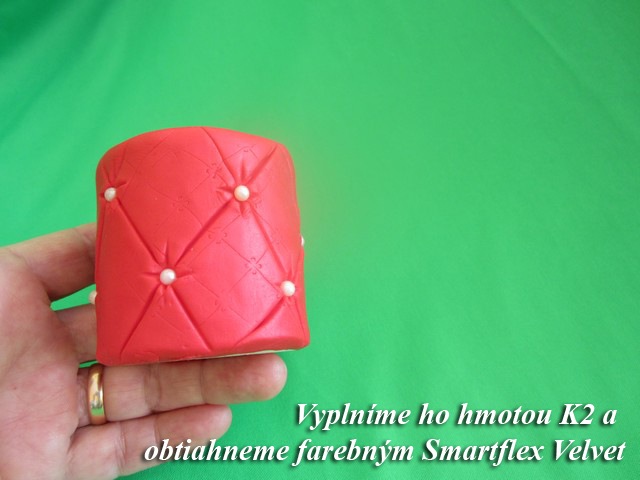 Vyplníme ho hmotou K2 a
obtiahneme farebným Smartflex Velvet